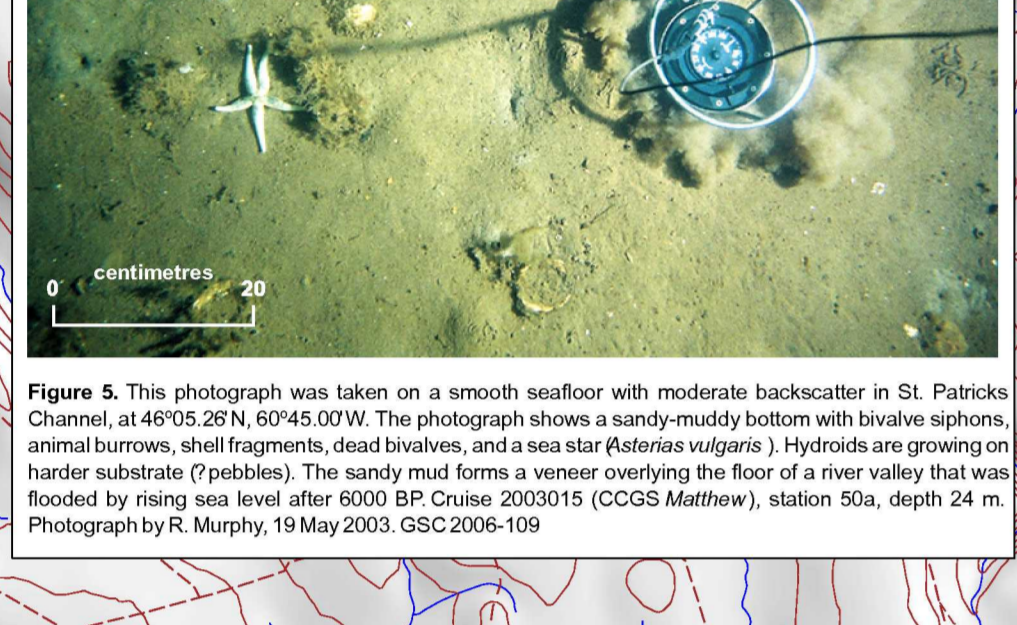 centimetres
0 20
Figure 5. This photograph was taken on a smooth seafloor with moderate backscatter in St. Patricks
Channel, at 46º05.26'N, 60º45.00'W. The photograph shows a sandy-muddy bottom with bivalve siphons,
animal burrows, shell fragments, dead bivalves, and a sea star (Asterias vulgaris ). Hydroids are growing on
harder substrate (?pebbles). The sandy mud forms a veneer overlying the floor of a river valley that was
flooded by rising sea level after 6000 BP. Cruise 2003015 (CCGS Matthew), station 50a, depth 24 m.
Photograph by R. Murphy, 19 May 2003. GSC 2006-109